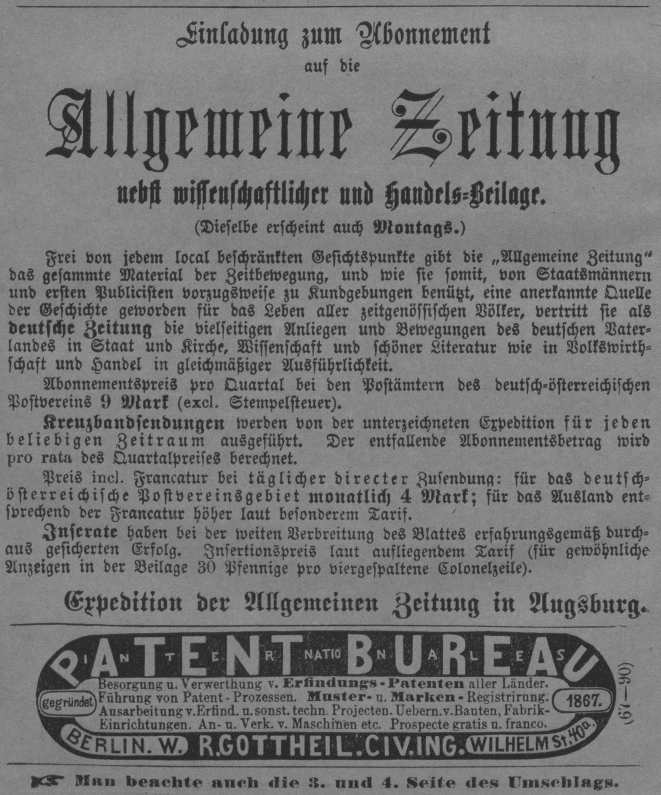 Einladung zum Abonnement
auf die
Allgemeine Zeitung
nebst wissenschaftlicher und Handels-Beilage.
(Dieselbe erscheint auch Montags.)
Frei von jedem local beschränkten Gesichtspunkte gibt die „Allgemeine Zeitung“
das gesammte Material der Zeitbewegung, und wie sie somit, von Staatsmännern
und ersten Publicisten vorzugsweise zu Kundgebungen benützt, eine anerkannte Quelle
der Geschichte geworden für das Leben aller zeitgenössischen Völker, vertritt sie als
deutsche Zeitung die vielseitigen Anliegen und Bewegungen des deutschen Vater-
landes in Staat und Kirche, Wissenschaft und schöner Literatur wie in Volkswirth-
schaft und Handel in gleichmäßiger Ausführlichkeit.
Abonnementspreis pro Quartal bei den Postämtern des deutsch-österreichischen
Postvereins 9 Mark (excl. Stempelsteuer).
Kreuzbandsendungen werden von der unterzeichneten Expedition für jeden
beliebigen Zeitraum ausgeführt. Der entfallende Abonnementsbetrag wird
pro rata des Quartalpreises berechnet.
Preis incl. Francatur bei täglicher directer Zusendung: für das deutsch-
österreichische Postvereinsgebiet monatlich 4 Mark; für das Ausland ent-
sprechend der Francatur höher laut besonderem Tarif.
Inserate haben bei der weiten Verbreitung des Blattes erfahrungsgemäß durch-
aus gesicherten Erfolg. Insertionspreis laut aufliegendem Tarif (für gewöhnliche
Anzeigen in der Beilage 30 Pfennige pro viergespaltene Colonelzeile).
Expedition der Allgemeinen Zeitung in Augsburg.
INTERNATIONALES
PATENT BUREAU
Besorgung u. Verwerthung v. Erfindungs-Patenten aller Länder.
gegründet Führung von Patent-Prozessen. Muster- u. Marken-Registrirung. 1867.
Ausarbeitung v. Erfind. u. sonst. techn. Projecten. Uebern. v. Bauten, Fabrik-
Einrichtungen. An- u. Verk. v. Maschinen etc. Prospecte gratis u. franco.
BERLIN. W. R. GOTTHEIL. CIV. ING. WILHELM St. 40a.
(79—90)
Man beachte auch die 3. und 4. Seite des Umschlags.